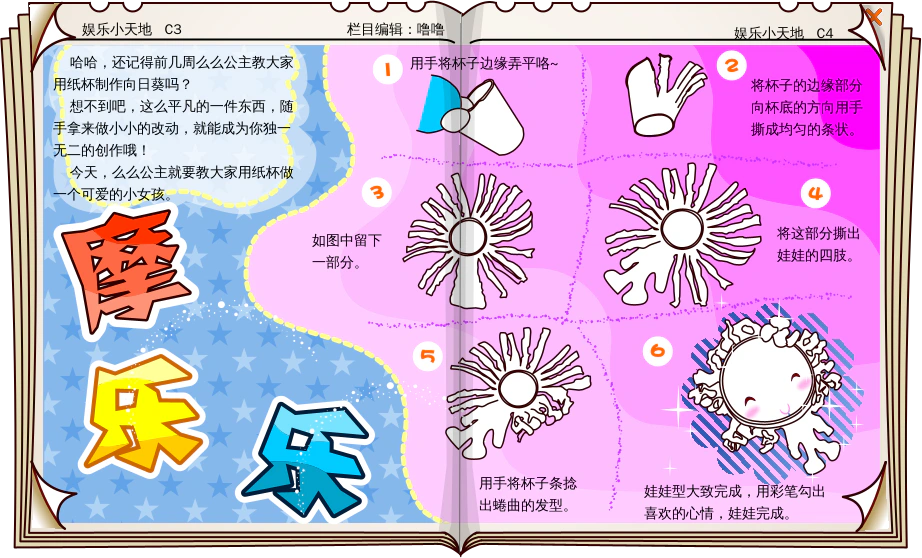 娱乐小天地 C3
栏目编辑：噜噜
娱乐小天地 C4
哈哈，还记得前几周么么公主教大家
用纸杯制作向日葵吗？
想不到吧，这么平凡的一件东西，随
手拿来做小小的改动，就能成为你独一
无二的创作哦！
今天，么么公主就要教大家用纸杯做
一个可爱的小女孩。
摩
乐
乐
1
用手将杯子边缘弄平咯~
2
将杯子的边缘部分
向杯底的方向用手
撕成均匀的条状。
3
如图中留下
一部分。
4
将这部分撕出
娃娃的四肢。
5
用手将杯子条捻
出蜷曲的发型。
6
娃娃型大致完成，用彩笔勾出
喜欢的心情，娃娃完成。